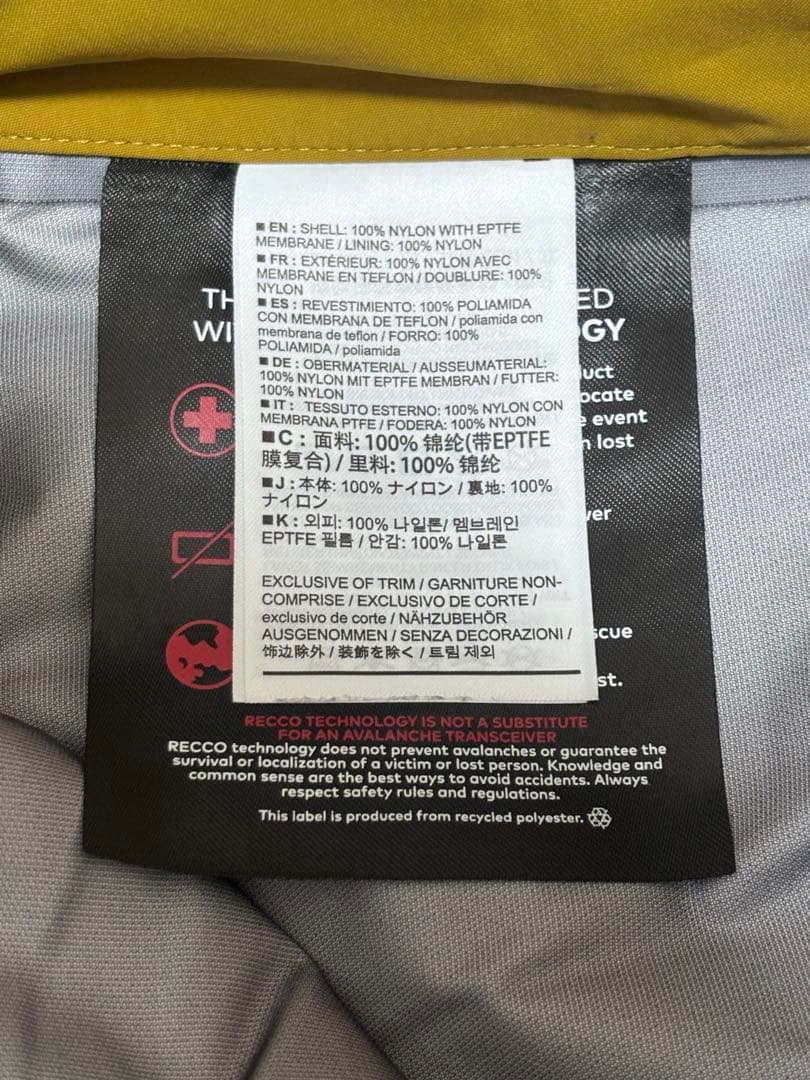 ■ EN : SHELL: 100% NYLON WITH EPTFE
MEMBRANE / LINING: 100% NYLON
■ FR : EXTÉRIEUR: 100% NYLON AVEC
MEMBRANE EN TEFLON / DOUBLURE: 100%
NYLON
■ ES : REVESTIMIENTO: 100% POLIAMIDA
CON MEMBRANA DE TEFLON / poliamida con
membrana de teflon / FORRO: 100%
POLIAMIDA / poliamida
■ DE : OBERMATERIAL / AUSSEUMATERIAL:
100% NYLON MIT EPTFE MEMBRAN / FUTTER:
100% NYLON
■ IT : TESSUTO ESTERNO: 100% NYLON CON
MEMBRANA PTFE / FODERA: 100% NYLON
■ C : 面料: 100% 锦纶(带EPTFE
膜复合) / 里料: 100% 锦纶
■ J : 本体: 100% ナイロン / 裏地: 100%
ナイロン
■ K : 외피: 100% 나일론/ 멤브레인
EPTFE 필름 / 안감: 100% 나일론
EXCLUSIVE OF TRIM / GARNITURE NON-
COMPRISE / EXCLUSIVO DE CORTE /
exclusivo de corte / NÄHZUBEHÖR
AUSGENOMMEN / SENZA DECORAZIONI /
饰边除外 / 装飾を除く / 트림 제외
event
lost
RECCO TECHNOLOGY IS NOT A SUBSTITUTE
FOR AN AVALANCHE TRANSCEIVER
RECCO technology does not prevent avalanches or guarantee the
survival or localization of a victim or lost person. Knowledge and
common sense are the best ways to avoid accidents. Always
respect safety rules and regulations.
This label is produced from recycled polyester.